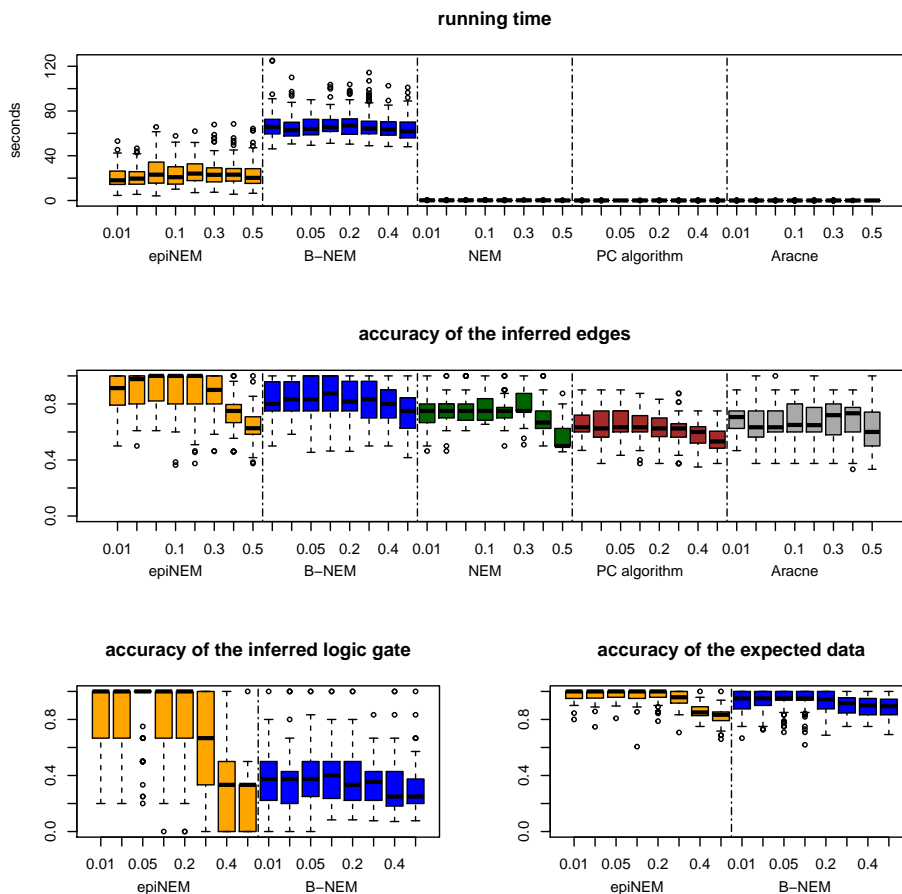 running time
seconds
120
80
40
0
0.01 0.1 0.3 0.5 0.05 0.2 0.4 0.01 0.1 0.3 0.5 0.05 0.2 0.4 0.01 0.1 0.3 0.5
epiNEM B−NEM NEM PC algorithm Aracne
accuracy of the inferred edges
0.8
0.4
0.0
0.01 0.1 0.3 0.5 0.05 0.2 0.4 0.01 0.1 0.3 0.5 0.05 0.2 0.4 0.01 0.1 0.3 0.5
epiNEM B−NEM NEM PC algorithm Aracne
accuracy of the inferred logic gate
0.8
0.4
0.0
0.01 0.05 0.2 0.4 0.01 0.05 0.2 0.4
epiNEM B−NEM
accuracy of the expected data
0.8
0.4
0.0
0.01 0.05 0.2 0.4 0.01 0.05 0.2 0.4
epiNEM B−NEM